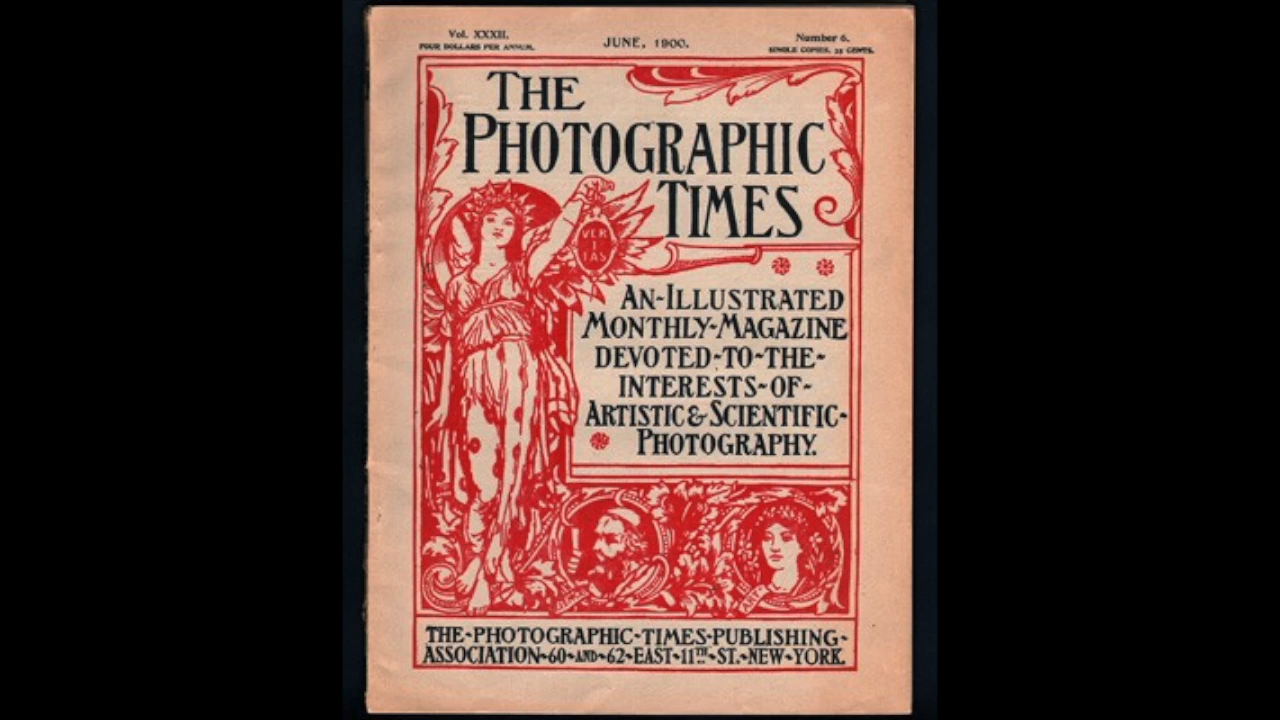 Vol. XXXII.
JUNE, 1900.
Number 6.
FOUR DOLLARS PER ANNUM.
SINGLE COPIES, 35 CENTS.
THE
PHOTOGRAPHIC
TIMES
VER
I
TAS
AN-ILLUSTRATED
MONTHLY-MAGAZINE
DEVOTED-TO-THE-
INTERESTS-OF-
ARTISTIC & SCIENTIFIC-
PHOTOGRAPHY.
ART
THE-PHOTOGRAPHIC-TIMES-PUBLISHING-
ASSOCIATION-60-AND-62-EAST-11TH-ST.-NEW-YORK.